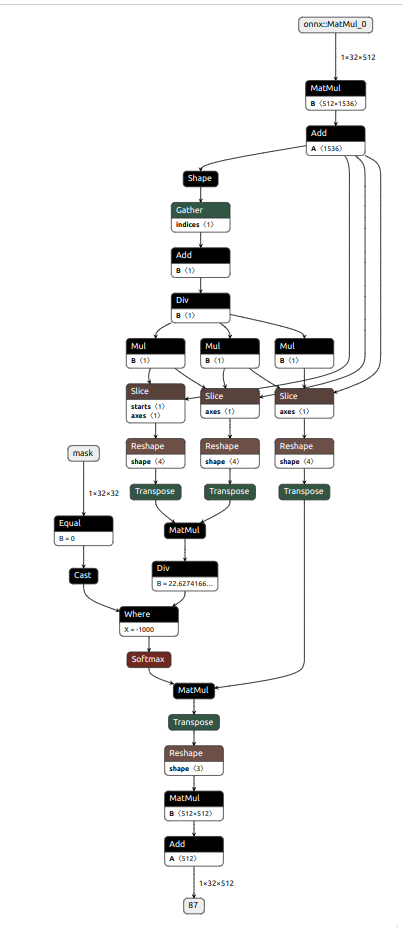 onnx::MatMul_0
1×32×512
MatMul
B ⟨512×1536⟩
Add
A ⟨1536⟩
Shape
Gather
indices ⟨1⟩
Add
B ⟨1⟩
Div
B ⟨1⟩
Mul
B ⟨1⟩
Mul
B ⟨1⟩
Mul
B ⟨1⟩
Slice
starts ⟨1⟩
axes ⟨1⟩
Slice
axes ⟨1⟩
Slice
axes ⟨1⟩
Reshape
shape ⟨4⟩
Reshape
shape ⟨4⟩
Reshape
shape ⟨4⟩
mask
1×32×32
Transpose
Transpose
Transpose
Equal
B = 0
MatMul
Cast
Div
B = 22.6274166...
Where
X = -1000
Softmax
MatMul
Transpose
Reshape
shape ⟨3⟩
MatMul
B ⟨512×512⟩
Add
A ⟨512⟩
1×32×512
87